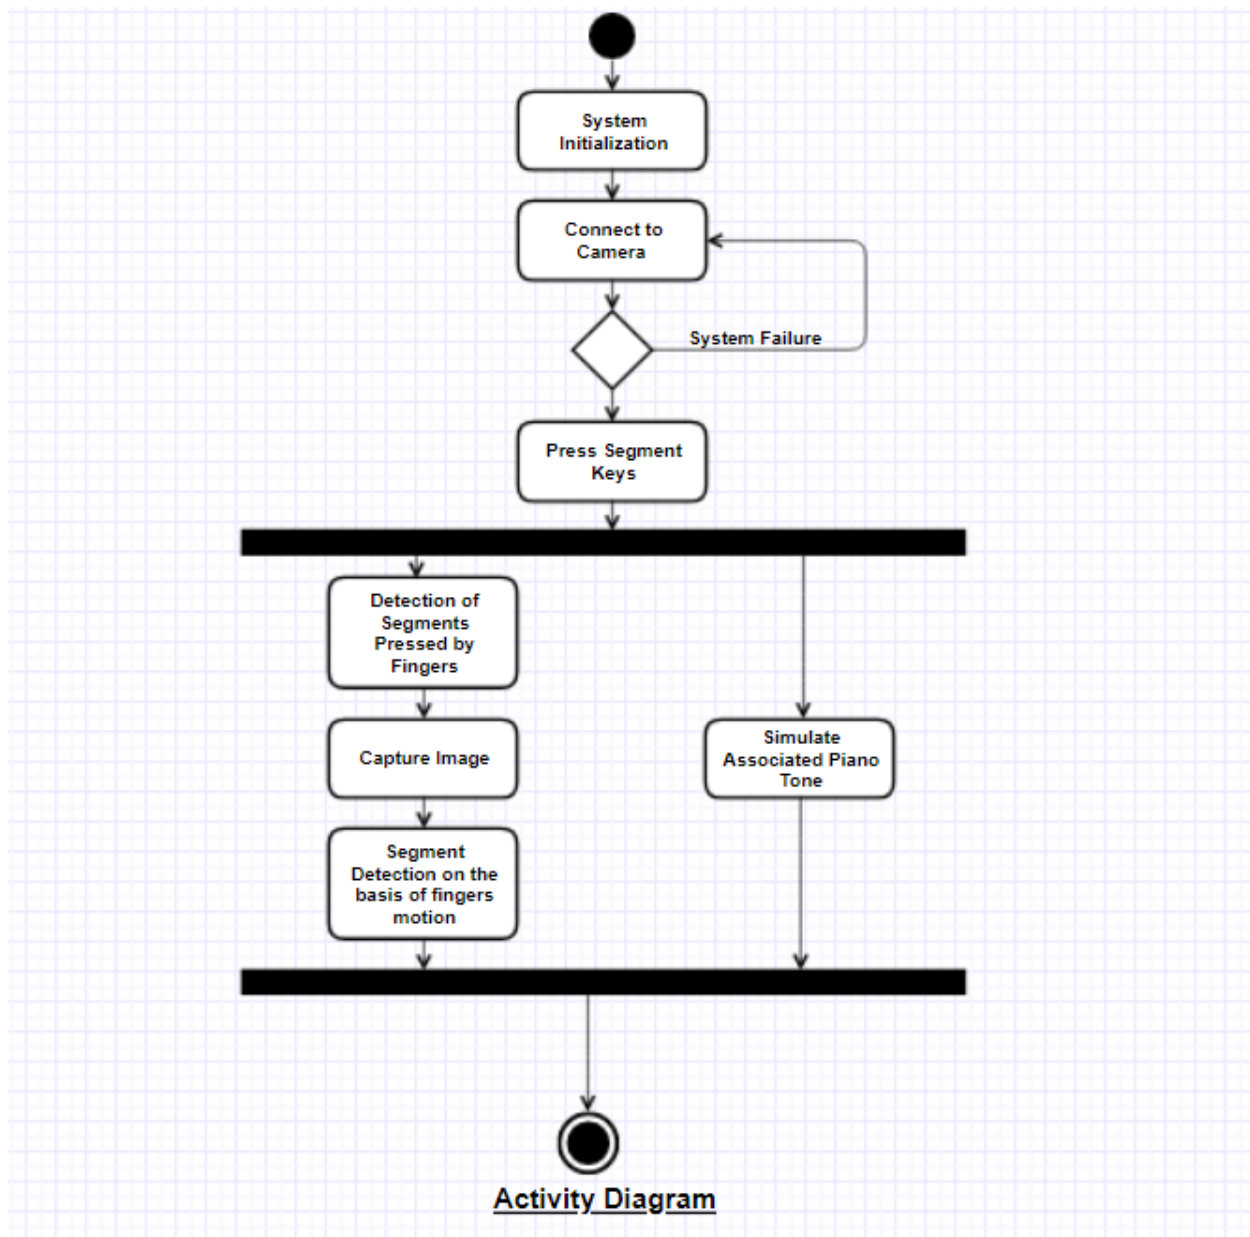 System
Initialization
Connect to
Camera
System Failure
Press Segment
Keys
Detection of
Segments
Pressed by
Fingers
Capture Image
Simulate
Associated Piano
Tone
Segment
Detection on the
basis of fingers
motion
Activity Diagram